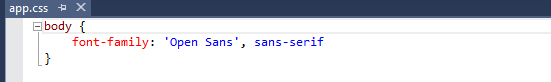 app.css
body {
font-family: 'Open Sans', sans-serif
}